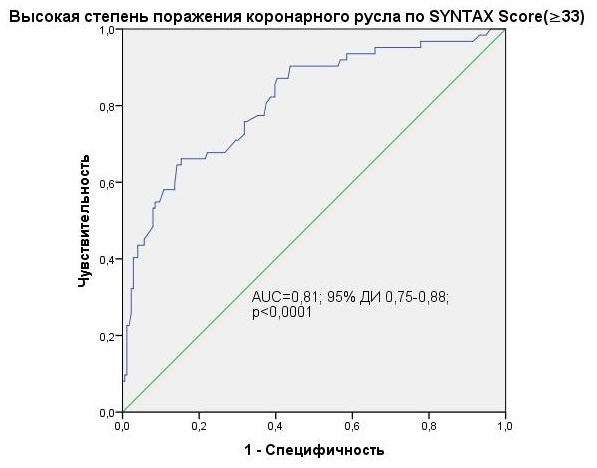 Высокая степень поражения коронарного русла по SYNTAX Score(≥33)
1,0
0,8
0,6
0,4
0,2
0,0
Чувствительность
AUC=0,81; 95% ДИ 0,75-0,88;
p<0,0001
0,0 0,2 0,4 0,6 0,8 1,0
1 - Специфичность